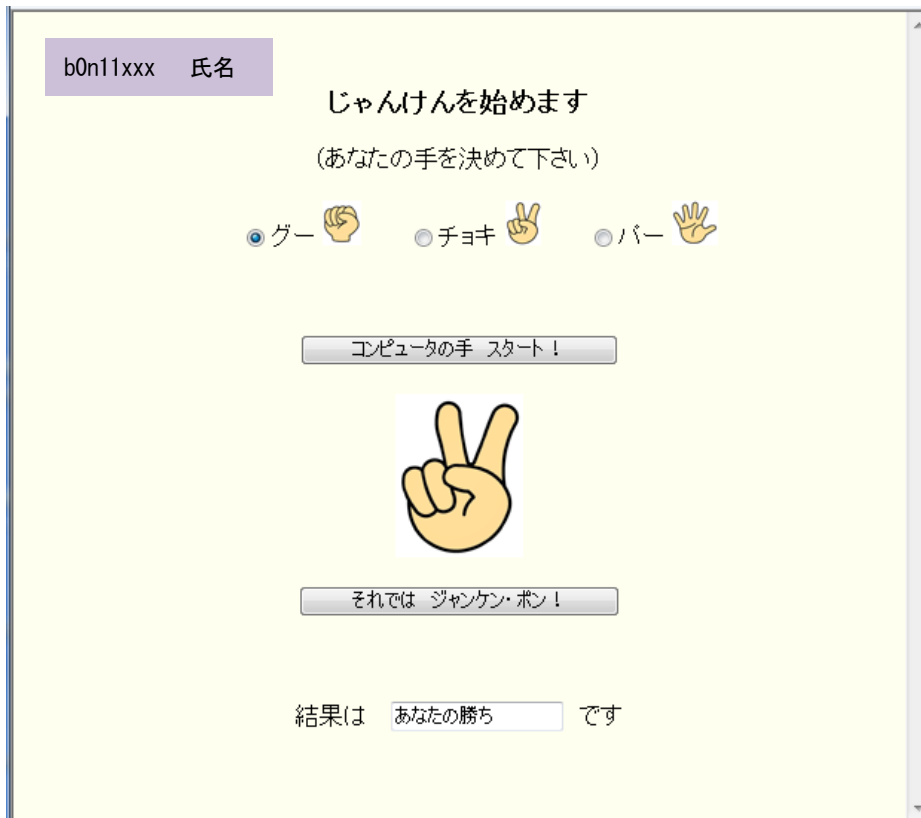 b0n11xxx 氏名
じゃんけんを始めます
(あなたの手を決めて下さい)
グー チョキ パー
コンピュータの手 スタート!
それでは ジャンケン・ポン!
結果は あなたの勝ち です